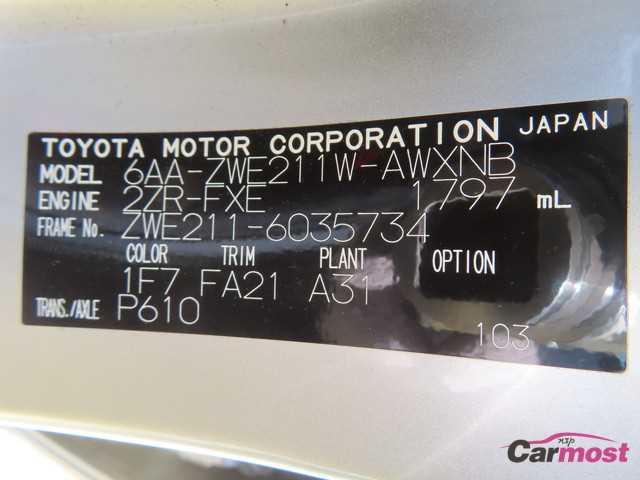 TOYOTA MOTOR CORPORATION JAPAN
MODEL 6AA-ZWE211W-AWXNB
ENGINE 2ZR-FXE 1797 mL
FRAME No. ZWE211-6035734
COLOR TRIM PLANT OPTION
1F7 FA21 A31
TRANS./AXLE P610
103
nsp
Carmost